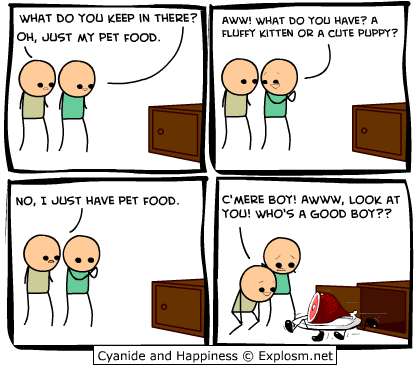 WHAT DO YOU KEEP IN THERE?
OH, JUST MY PET FOOD.
AWW! WHAT DO YOU HAVE? A
FLUFFY KITTEN OR A CUTE PUPPY?
NO, I JUST HAVE PET FOOD.
C'MERE BOY! AWWW, LOOK AT
YOU! WHO'S A GOOD BOY??
Cyanide and Happiness © Explosm.net